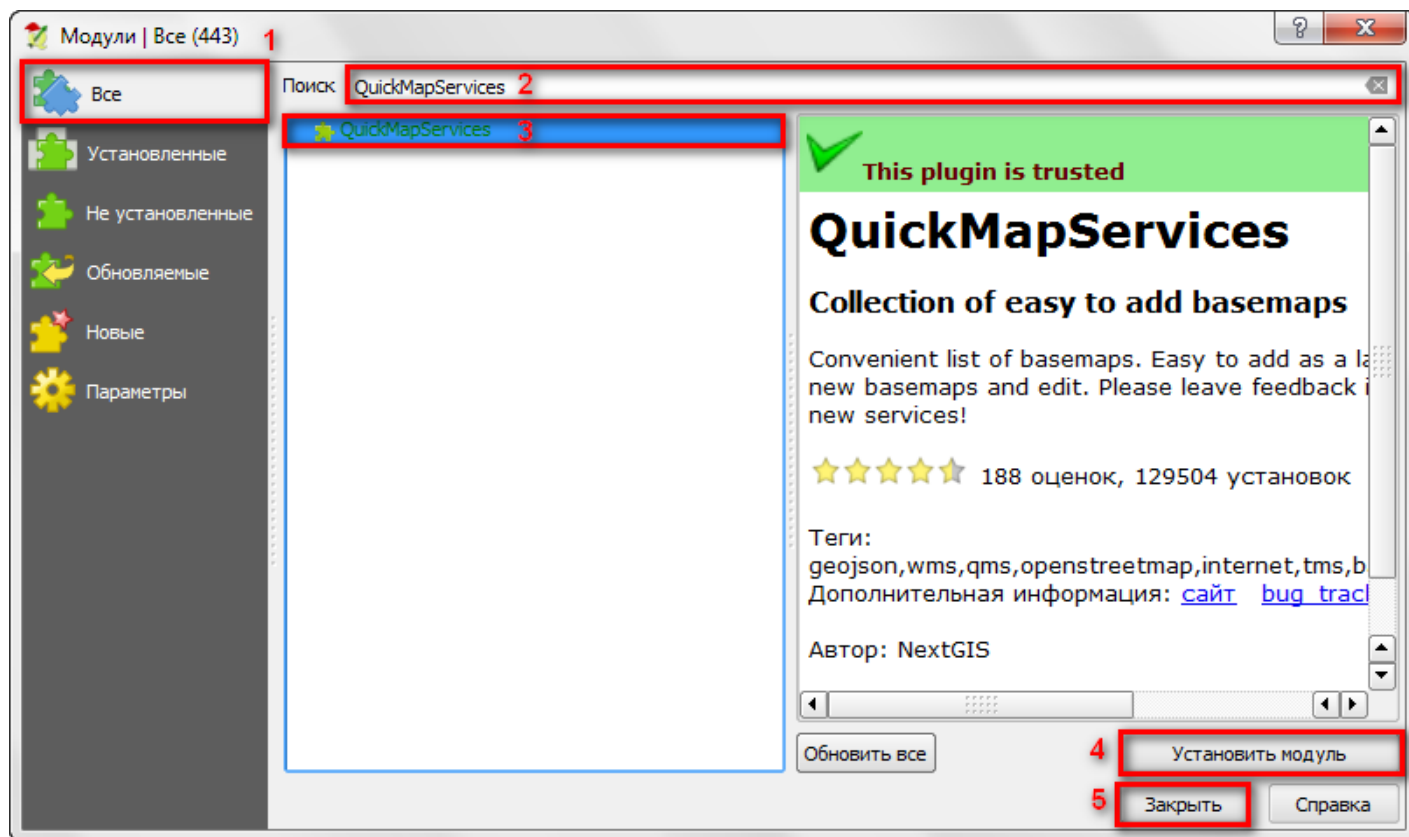 Модули | Все (443)
1
Все
Установленные
Не установленные
Обновляемые
Новые
Параметры
Поиск QuickMapServices 2
QuickMapServices 3
This plugin is trusted
QuickMapServices
Collection of easy to add basemaps
Convenient list of basemaps. Easy to add as a
new basemaps and edit. Please leave feedback
new services!
188 оценок, 129504 установок
Теги:
geojson,wms,qms,openstreetmap,internet,tms,b
Дополнительная информация: сайт bug trac
Автор: NextGIS
Обновить все
4 Установить модуль
5 Закрыть
Справка